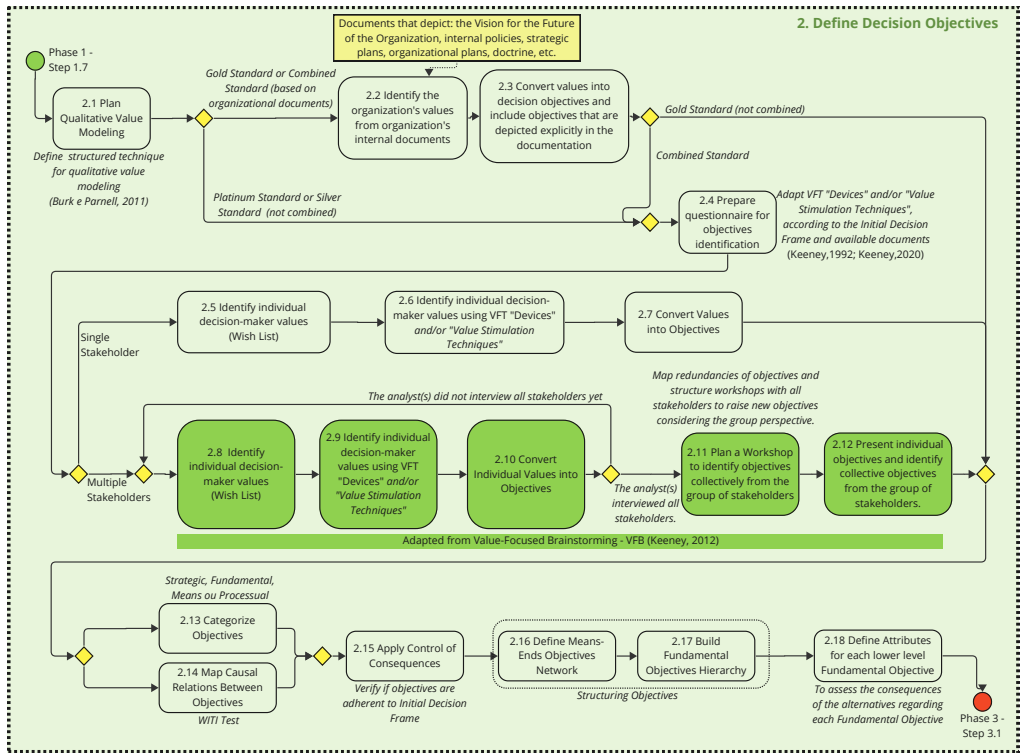 2. Define Decision Objectives
Documents that depict: the Vision for the Future
of the Organization, internal policies, strategic
plans, organizational plans, doctrine, etc.
Phase 1 -
Step 1.7
2.1 Plan
Qualitative Value
Modeling
Define structured technique
for qualitative value
modeling
(Burk e Parnell, 2011)
Gold Standard or Combined
Standard (based on
organizational documents)
2.2 Identify the
organization's values
from organization's
internal documents
2.3 Convert values into
decision objectives and
include objectives that are
depicted explicitly in the
documentation
Gold Standard (not combined)
Combined Standard
Platinum Standard or Silver
Standard (not combined)
2.4 Prepare
questionnaire for
objectives
identification
Adapt VFT "Devices" and/or "Value
Stimulation Techniques",
according to the Initial Decision
Frame and available documents
(Keeney,1992; Keeney,2020)
Single
Stakeholder
2.5 Identify individual
decision-maker values
(Wish List)
2.6 Identify individual decision-
maker values using VFT "Devices"
and/or "Value Stimulation
Techniques"
2.7 Convert Values
into Objectives
The analyst(s) did not interview all stakeholders yet
Map redundancies of objectives and
structure workshops with all
stakeholders to raise new objectives
considering the group perspective.
Multiple
Stakeholders
2.8 Identify
individual decision-
maker values
(Wish List)
2.9 Identify individual
decision-maker
values using VFT
"Devices" and/or
"Value Stimulation
Techniques"
2.10 Convert
Individual Values into
Objectives
The analyst(s)
interviewed all
stakeholders.
2.11 Plan a Workshop
to identify objectives
collectively from the
group of stakeholders
2.12 Present individual
objectives and identify
collective objectives
from the group of
stakeholders.
Adapted from Value-Focused Brainstorming - VFB (Keeney, 2012)
Strategic, Fundamental,
Means ou Processual
2.13 Categorize
Objectives
2.14 Map Causal
Relations Between
Objectives
WITI Test
2.15 Apply Control of
Consequences
Verify if objectives are
adherent to Initial Decision
Frame
2.16 Define Means-
Ends Objectives
Network
2.17 Build
Fundamental
Objectives Hierarchy
Structuring Objectives
2.18 Define Attributes
for each lower level
Fundamental Objective
To assess the consequences
of the alternatives regarding
each Fundamental Objective
Phase 3 -
Step 3.1